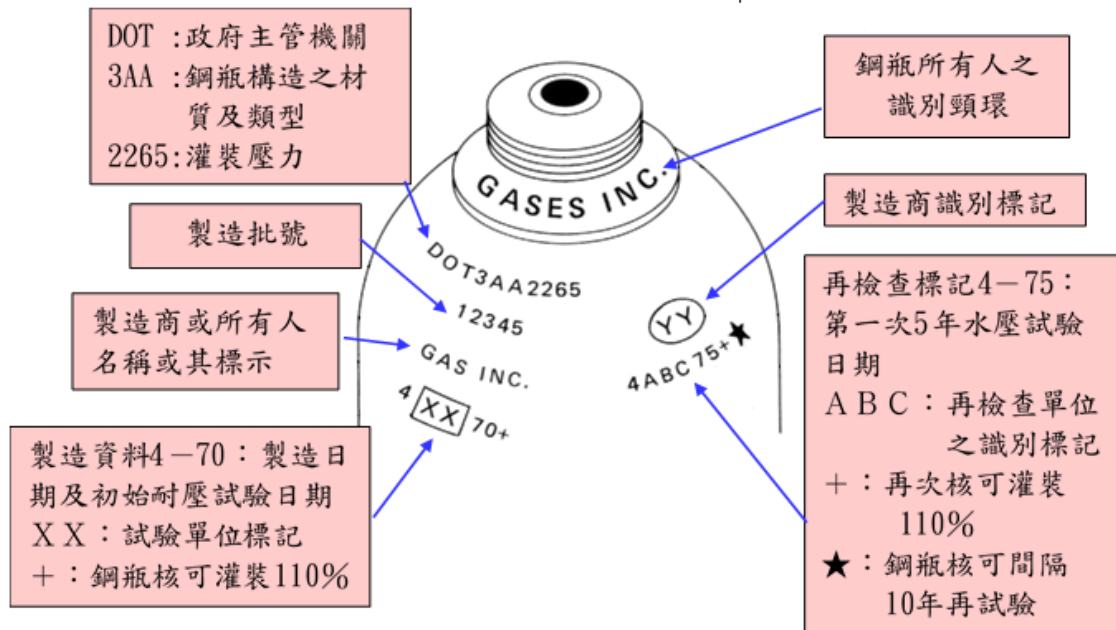 DOT :政府主管機關
3AA :鋼瓶構造之材
質及類型
2265:灌裝壓力
製造批號
製造商或所有人
名稱或其標示
製造資料4－70：製造日
期及初始耐壓試驗日期
ＸＸ：試驗單位標記
＋：鋼瓶核可灌裝110%
GASES INC.
DOT3AA2265
12345
GAS INC.
4 XX 70+
YY
4ABC75+★
鋼瓶所有人之
識別頸環
製造商識別標記
再檢查標記4－75：
第一次5年水壓試驗
日期
ＡＢＣ：再檢查單位
之識別標記
＋：再次核可灌裝
110%
★：鋼瓶核可間隔
10年再試驗